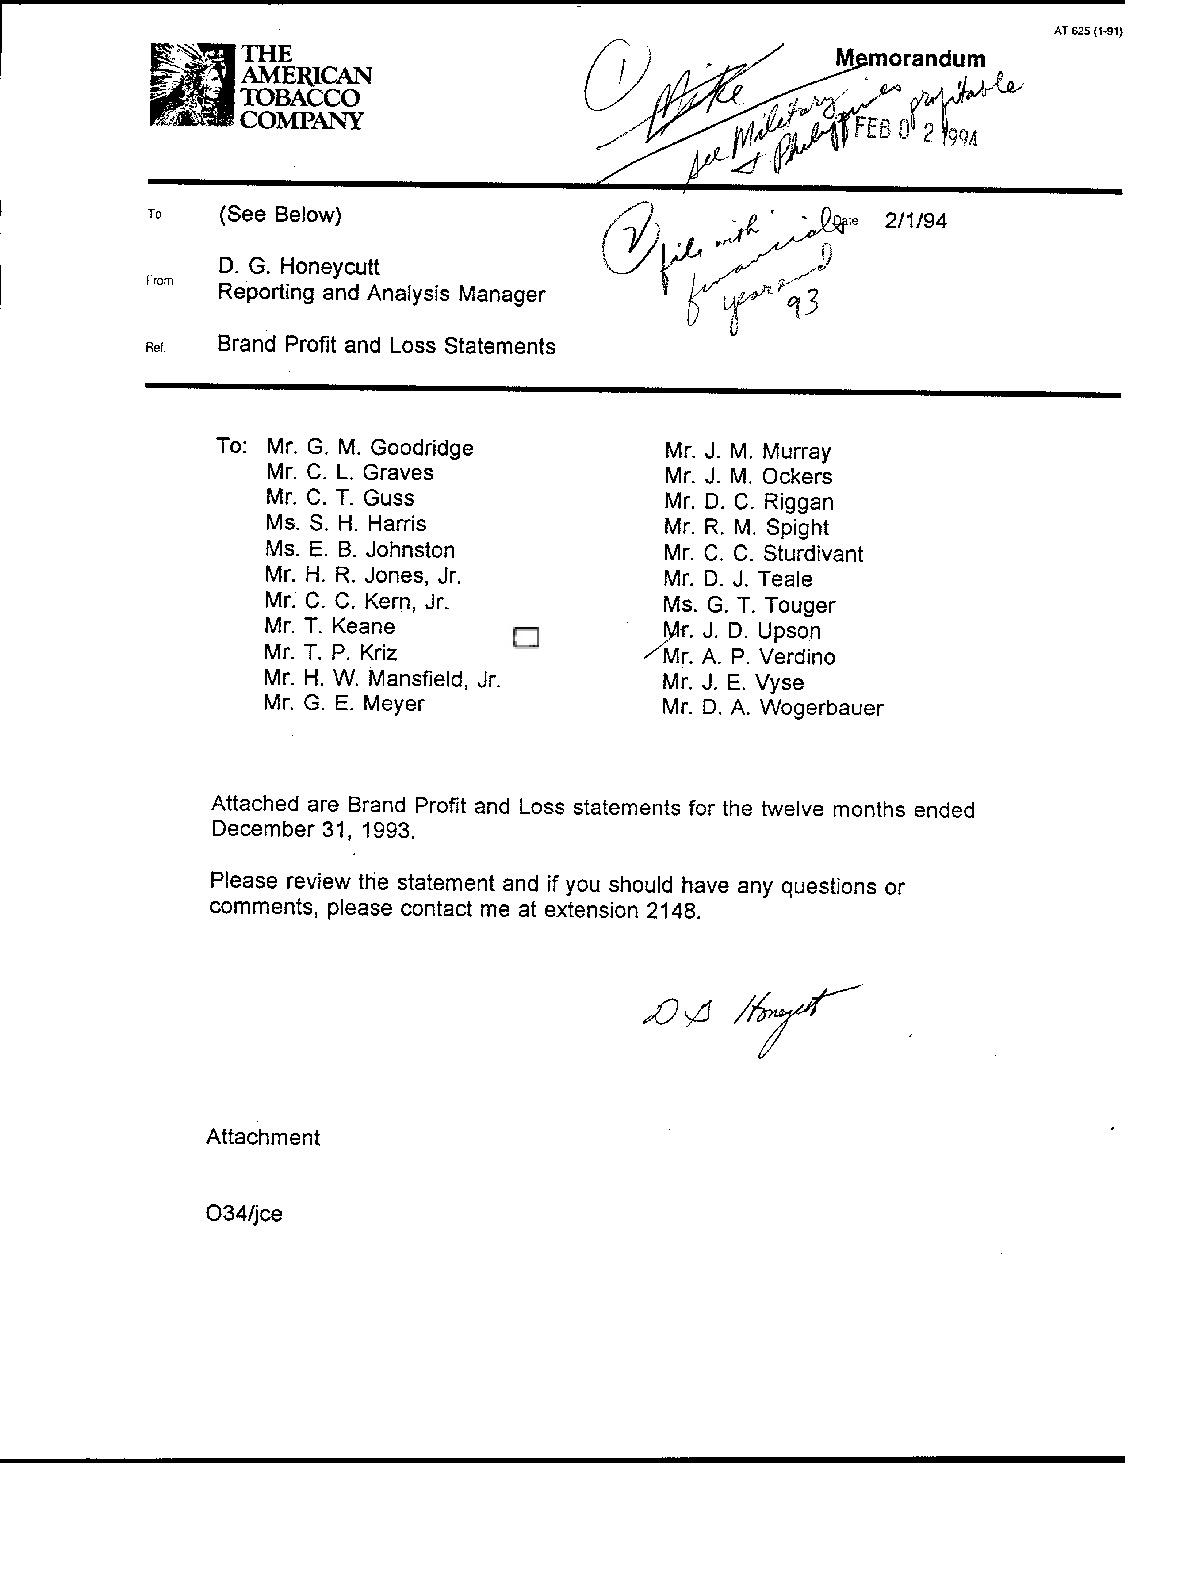 AT 625 (1-91)
THE
AMERICAN
TOBACCO
COMPANY
Memorandum
1 Mike
see Military
+ Philippines profitable
FEB 02 1994
To (See Below)
Date 2/1/94
2 file with
financials
yearend
93
From D. G. Honeycutt
Reporting and Analysis Manager
Ref. Brand Profit and Loss Statements
To: Mr. G. M. Goodridge
Mr. C. L. Graves
Mr. C. T. Guss
Ms. S. H. Harris
Ms. E. B. Johnston
Mr. H. R. Jones, Jr.
Mr. C. C. Kern, Jr.
Mr. T. Keane
Mr. T. P. Kriz
Mr. H. W. Mansfield, Jr.
Mr. G. E. Meyer
Mr. J. M. Murray
Mr. J. M. Ockers
Mr. D. C. Riggan
Mr. R. M. Spight
Mr. C. C. Sturdivant
Mr. D. J. Teale
Ms. G. T. Touger
Mr. J. D. Upson
Mr. A. P. Verdino
Mr. J. E. Vyse
Mr. D. A. Wogerbauer
Attached are Brand Profit and Loss statements for the twelve months ended
December 31, 1993.
Please review the statement and if you should have any questions or
comments, please contact me at extension 2148.
D G Honeycutt
Attachment
O34/jce